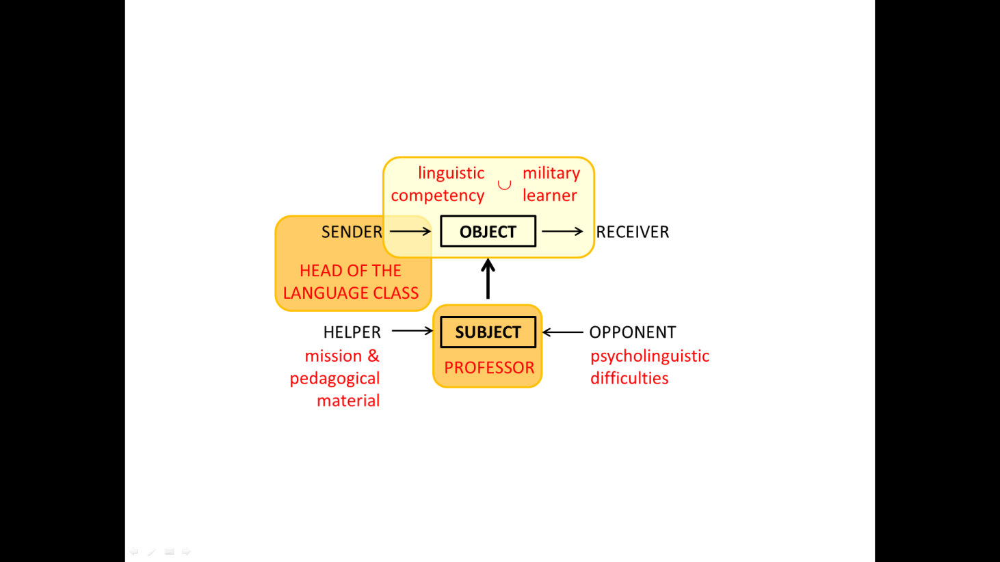 linguistic ∪ military
competency learner
SENDER OBJECT RECEIVER
HEAD OF THE
LANGUAGE CLASS
HELPER SUBJECT OPPONENT
mission &
pedagogical
material
PROFESSOR
psycholinguistic
difficulties